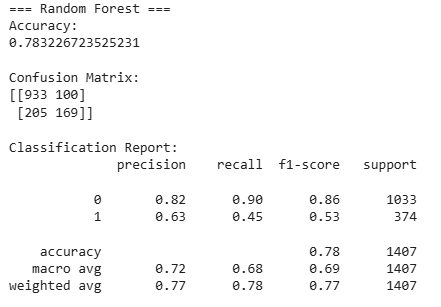 === Random Forest ===
Accuracy:
0.783226723525231
Confusion Matrix:
[[933 100]
 [205 169]]
Classification Report:
              precision    recall  f1-score   support
           0       0.82      0.90      0.86      1033
           1       0.63      0.45      0.53       374
    accuracy                           0.78      1407
   macro avg       0.72      0.68      0.69      1407
weighted avg       0.77      0.78      0.77      1407